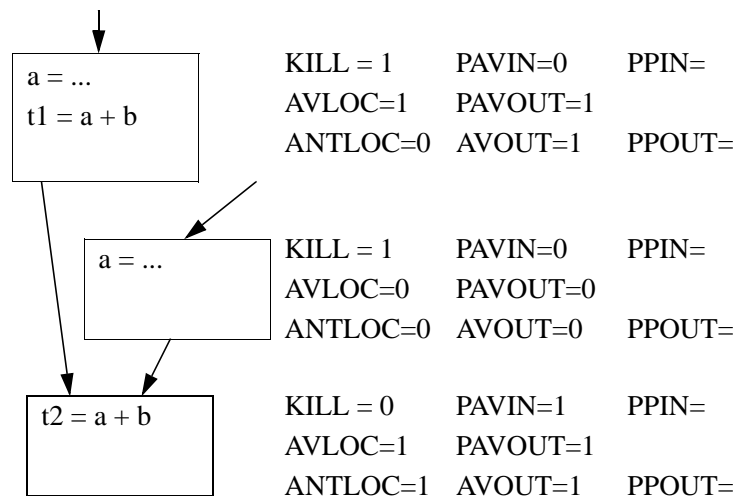 a = ...
t1 = a + b
KILL = 1 PAVIN=0 PPIN=
AVLOC=1 PAVOUT=1
ANTLOC=0 AVOUT=1 PPOUT=
a = ...
KILL = 1 PAVIN=0 PPIN=
AVLOC=0 PAVOUT=0
ANTLOC=0 AVOUT=0 PPOUT=
t2 = a + b
KILL = 0 PAVIN=1 PPIN=
AVLOC=1 PAVOUT=1
ANTLOC=1 AVOUT=1 PPOUT=